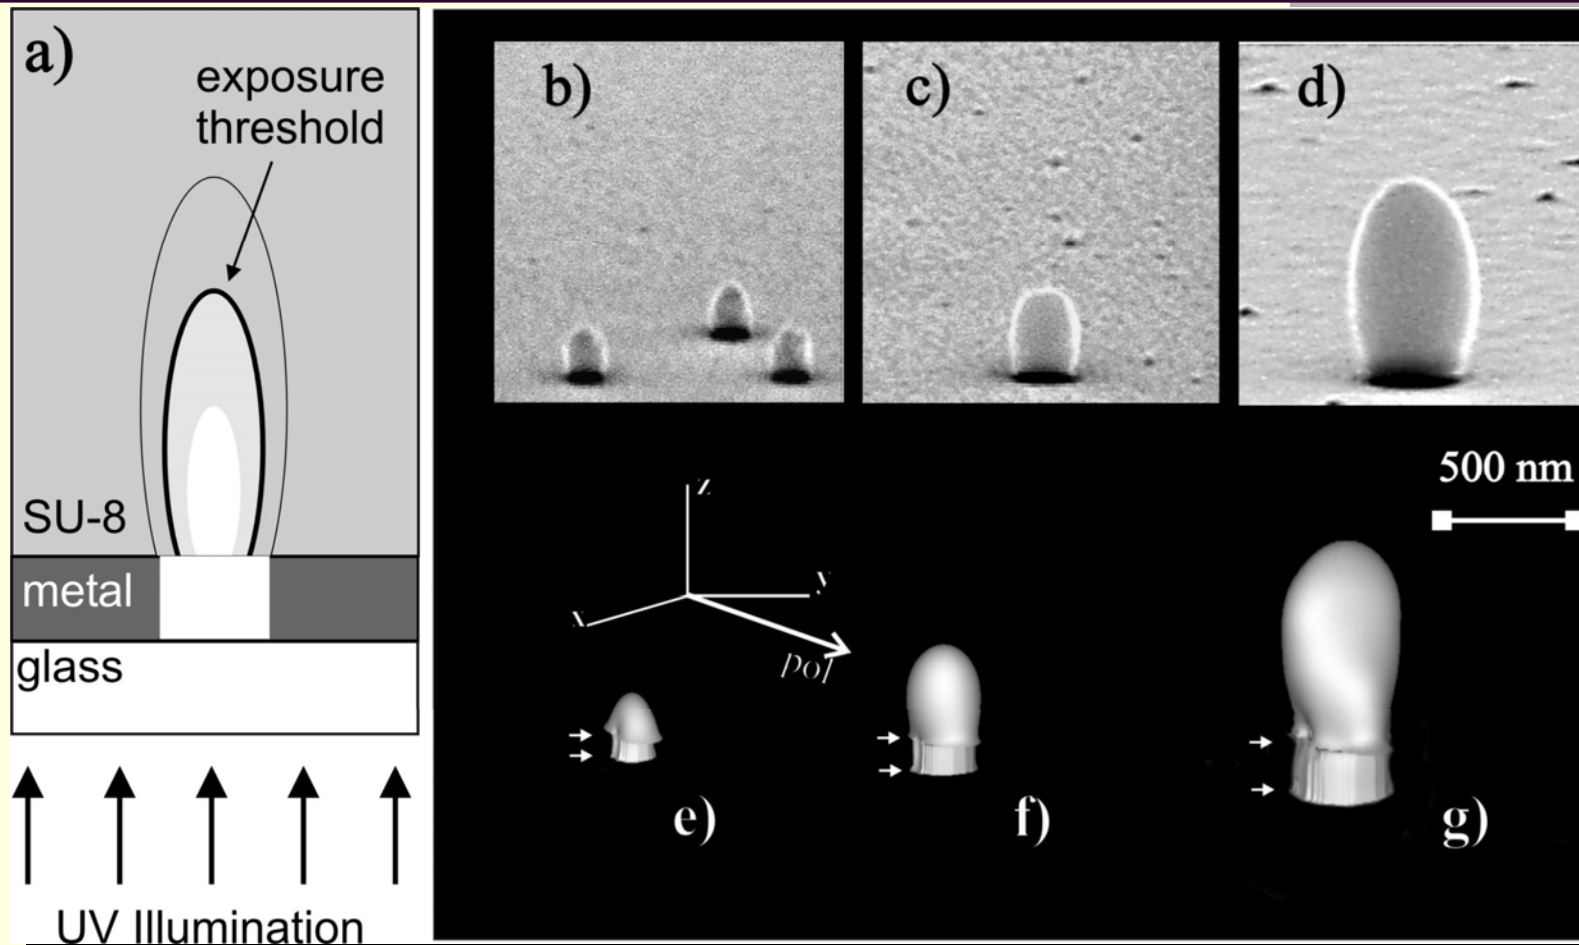 a)
exposure
threshold
SU-8
metal
glass
UV Illumination
b)
c)
d)
500 nm
z
y
x
pol
e)
f)
g)